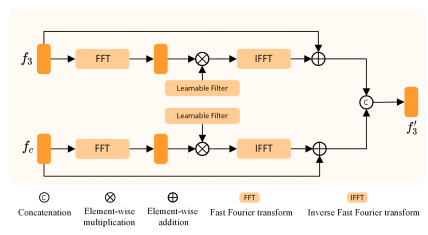 f3 FFT IFFT
Learnable Filter
C
f′3
Learnable Filter
fc FFT IFFT
C FFT IFFT
Concatenation Element-wise multiplication Element-wise addition Fast Fourier transform Inverse Fast Fourier transform